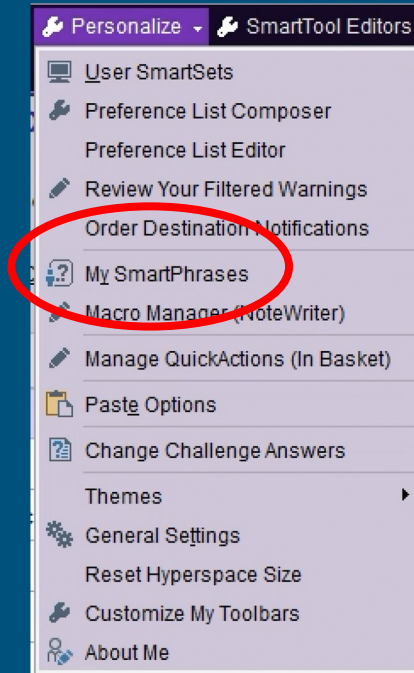 Personalize SmartTool Editors
User SmartSets
Preference List Composer
Preference List Editor
Review Your Filtered Warnings
Order Destination Notifications
My SmartPhrases
Macro Manager (NoteWriter)
Manage QuickActions (In Basket)
Paste Options
Change Challenge Answers
Themes
General Settings
Reset Hyperspace Size
Customize My Toolbars
About Me